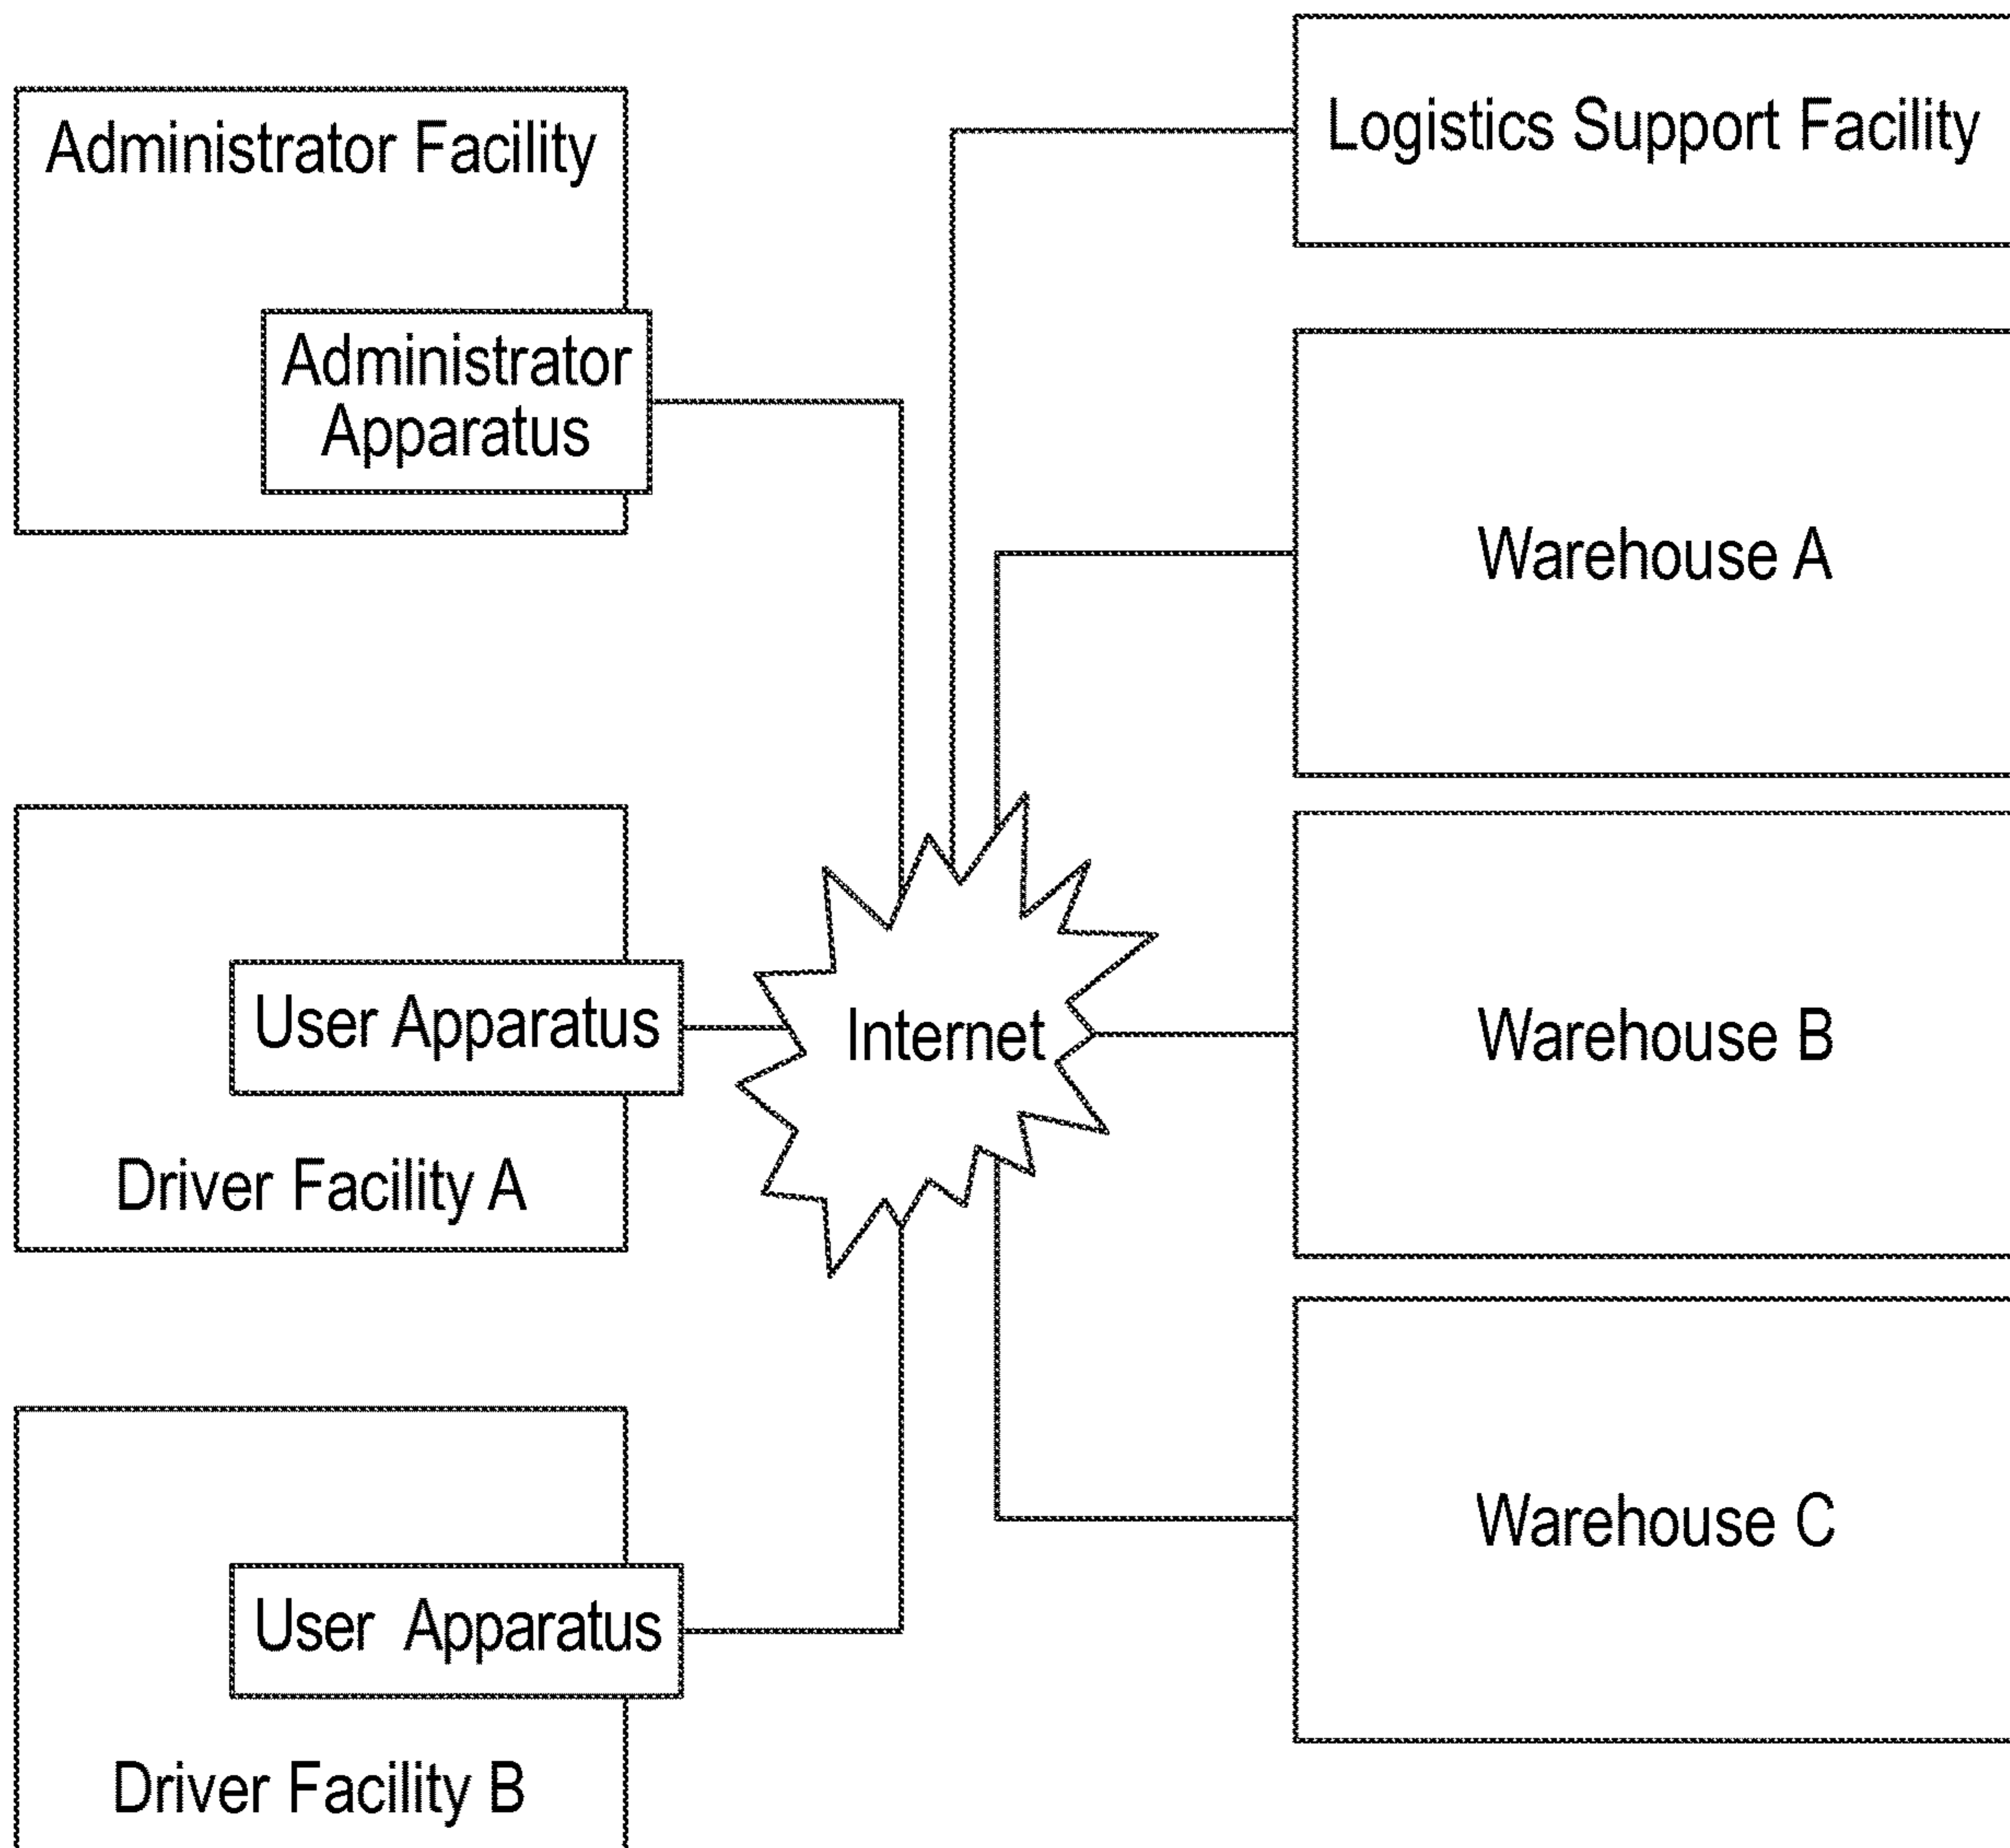 Administrator Facility
Administrator
Apparatus
User Apparatus
Driver Facility A
User Apparatus
Driver Facility B
Internet
Logistics Support Facility
Warehouse A
Warehouse B
Warehouse C